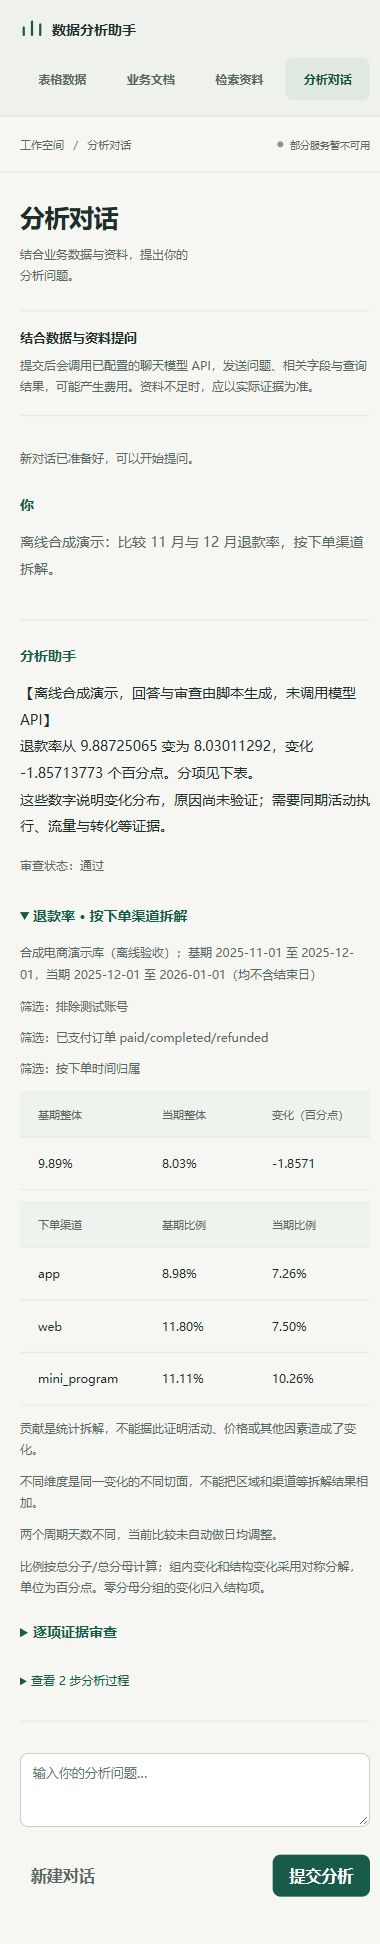 数据分析助手
表格数据 业务文档 检索资料 分析对话
工作空间 / 分析对话 部分服务暂不可用
分析对话
结合业务数据与资料，提出你的
分析问题。
结合数据与资料提问
提交后会调用已配置的聊天模型 API，发送问题、相关字段与查询
结果，可能产生费用。资料不足时，应以实际证据为准。
新对话已准备好，可以开始提问。
你
离线合成演示：比较 11 月与 12 月退款率，按下单渠道
拆解。
分析助手
【离线合成演示，回答与审查由脚本生成，未调用模型
API】
退款率从 9.88725065 变为 8.03011292，变化
-1.85713773 个百分点。分项见下表。
这些数字说明变化分布，原因尚未验证；需要同期活动执
行、流量与转化等证据。
审查状态：通过
▼ 退款率 • 按下单渠道拆解
合成电商演示库（离线验收）；基期 2025-11-01 至 2025-12-
01，当期 2025-12-01 至 2026-01-01（均不含结束日）
筛选：排除测试账号
筛选：已支付订单 paid/completed/refunded
筛选：按下单时间归属
基期整体 当期整体 变化（百分点）
9.89% 8.03% -1.8571
下单渠道 基期比例 当期比例
app 8.98% 7.26%
web 11.80% 7.50%
mini_program 11.11% 10.26%
贡献是统计拆解，不能据此证明活动、价格或其他因素造成了变
化。
不同维度是同一变化的不同切面，不能把区域和渠道等拆解结果相
加。
两个周期天数不同，当前比较未自动做日均调整。
比例按总分子/总分母计算；组内变化和结构变化采用对称分解，
单位为百分点。零分母分组的变化归入结构项。
▶ 逐项证据审查
▶ 查看 2 步分析过程
输入你的分析问题...
新建对话 提交分析